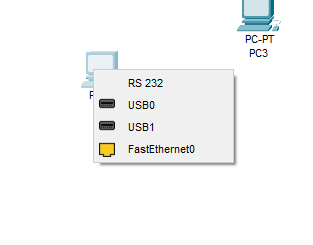 PC-PT
PC3
RS 232
USB0
USB1
FastEthernet0